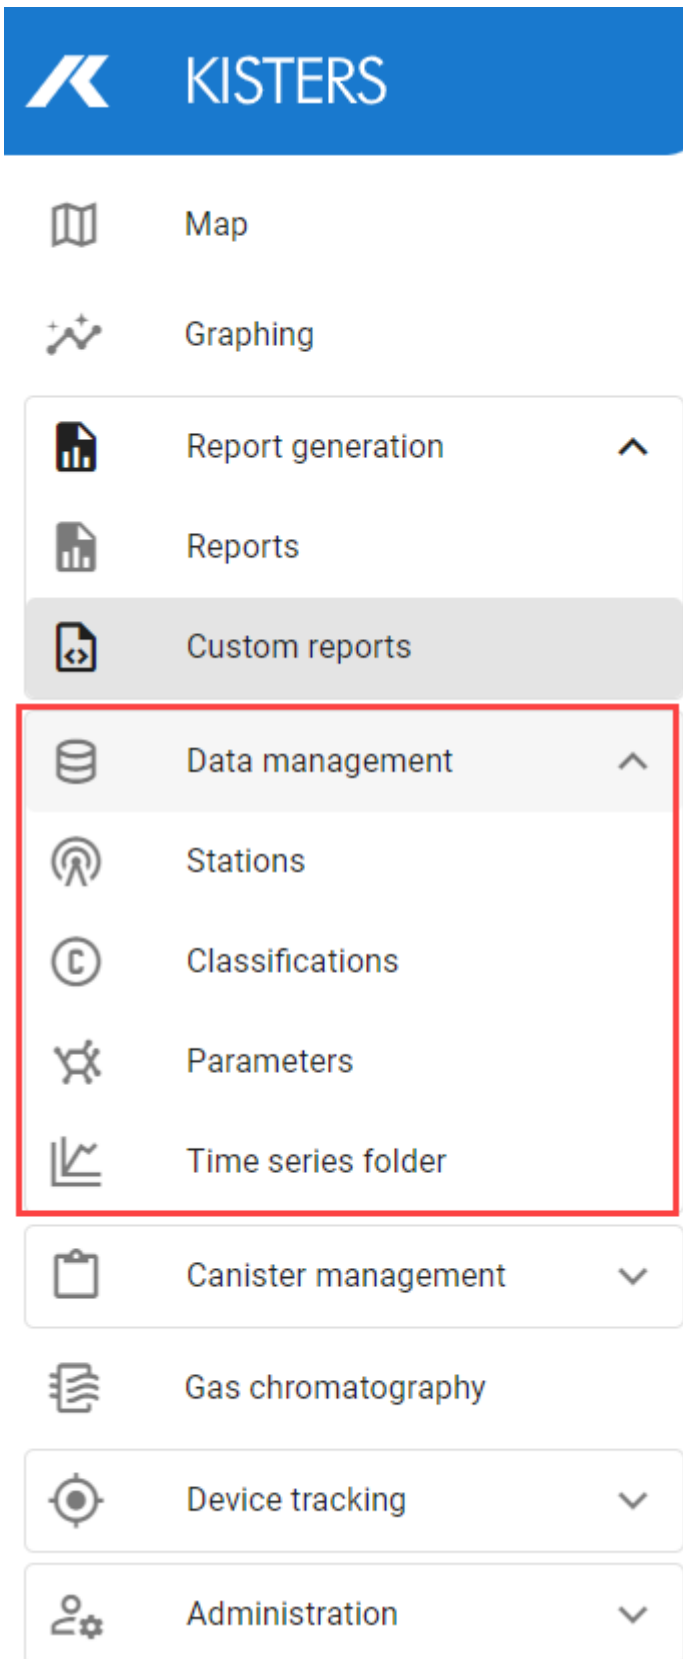 KISTERS
Map
Graphing
Report generation
Reports
Custom reports
Data management
Stations
Classifications
Parameters
Time series folder
Canister management
Gas chromatography
Device tracking
Administration